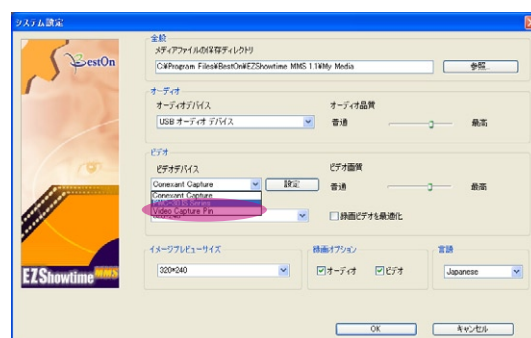 システム設定
BestOn
EZShowtime MMS
全般
メディアファイルの保存ディレクトリ
C:¥Program Files¥BestOn¥EZShowtime MMS 1.1¥My Media
参照...
オーディオ
オーディオデバイス
オーディオ品質
USB オーディオ デバイス
普通
最高
ビデオ
ビデオデバイス
ビデオ画質
Conexant Capture
設定
普通
最高
Conexant Capture
Series
Video Capture Pin
録画ビデオを最適化
イメージプレビューサイズ
録画オプション
言語
320*240
オーディオ
ビデオ
Japanese
OK
キャンセル